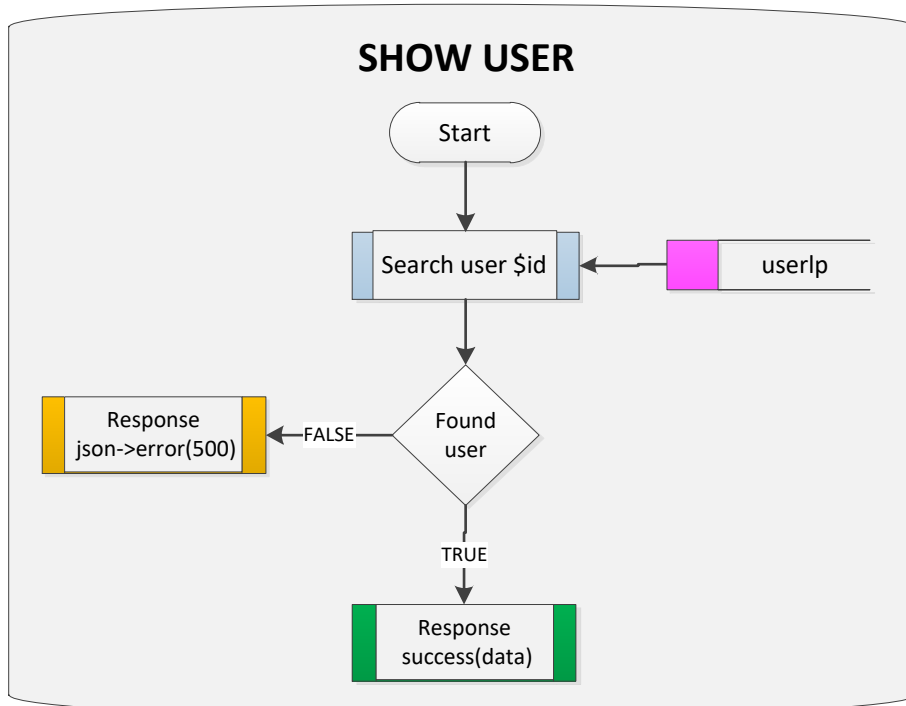 SHOW USER
Start
Search user $id
userIp
Response
json->error(500)
FALSE
Found
user
TRUE
Response
success(data)